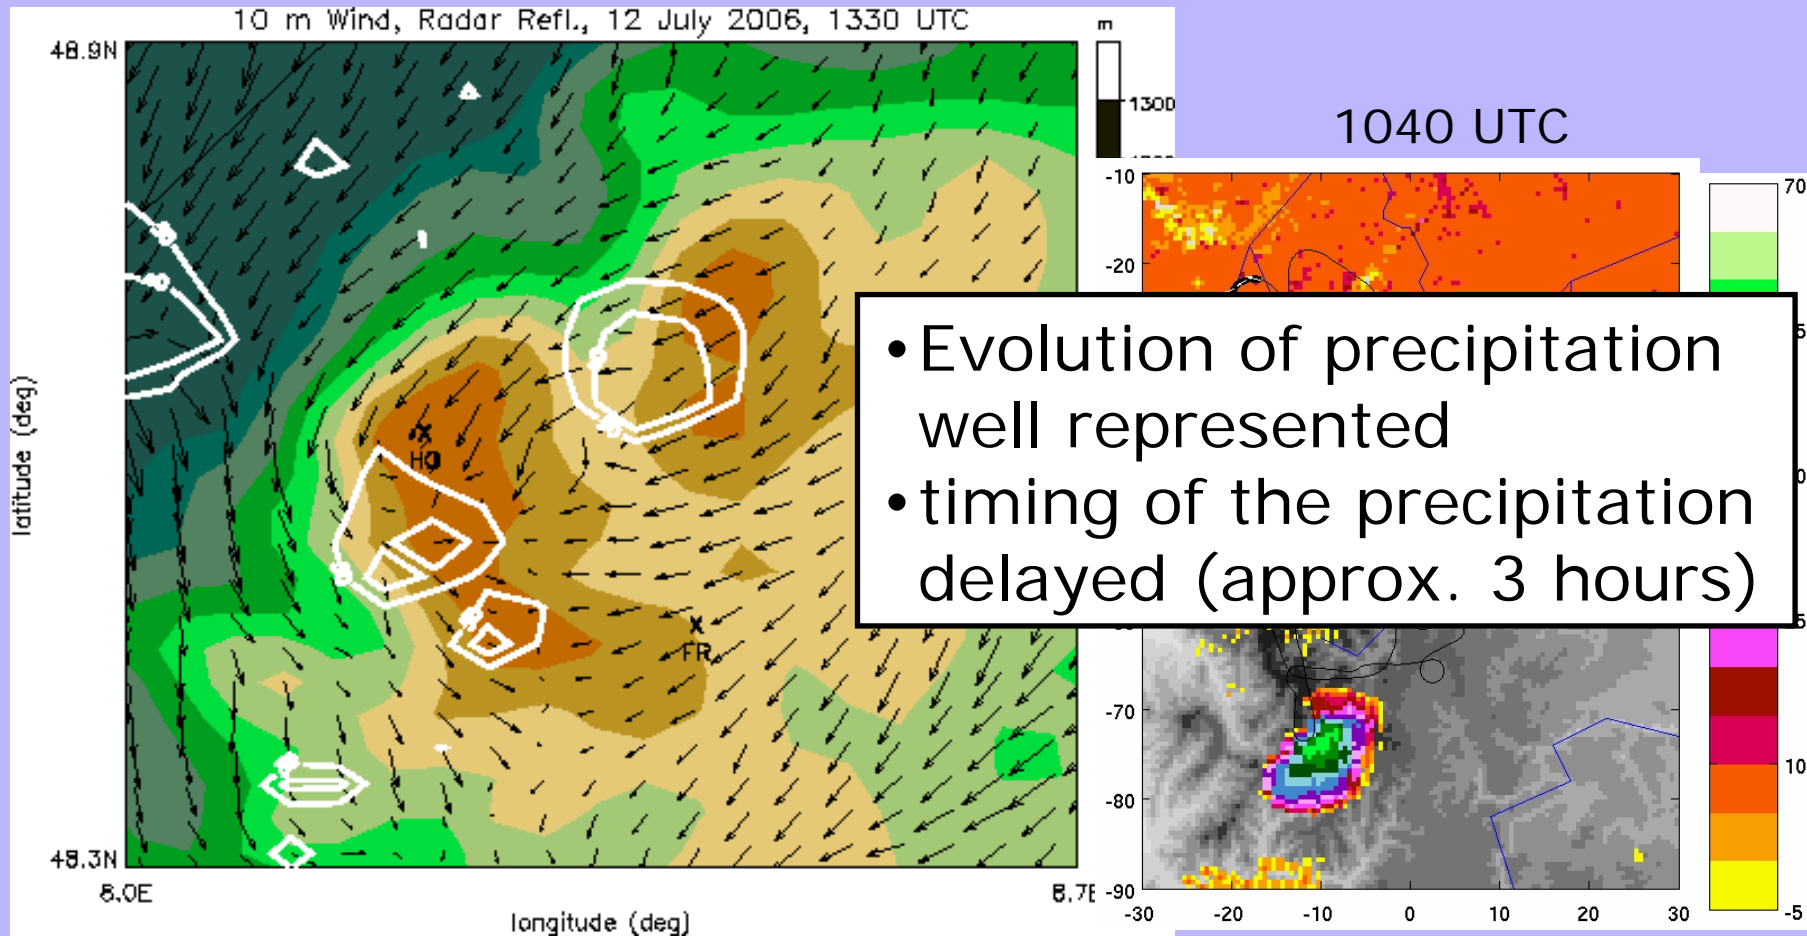 10 m Wind, Radar Refl., 12 July 2006, 1330 UTC
m
48.9N
1300
latitude (deg)
HO
FR
48.3N
8.0E
8.7E
longitude (deg)
1040 UTC
-10
-20
-70
-80
-90
-30 -20 -10 0 10 20 30
70
10
-5
•Evolution of precipitation
well represented
•timing of the precipitation
delayed (approx. 3 hours)